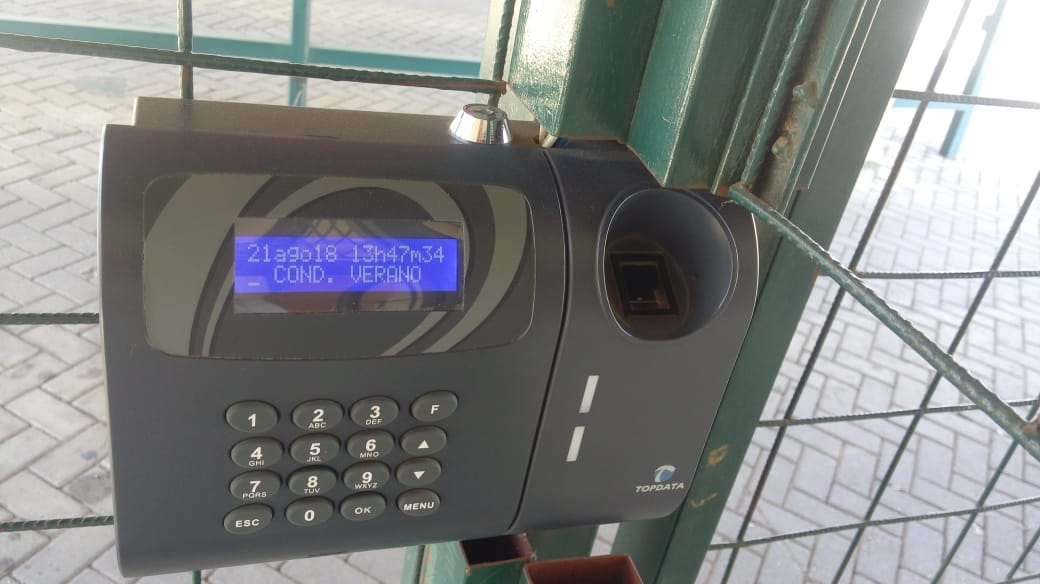 21ago18 13h47m34
_ COND. VERANO
1 2 ABC 3 DEF F
4 GHI 5 JKL 6 MNO ▲
7 PQRS 8 TUV 9 WXYZ ▼
ESC 0 OK MENU
TOPDATA